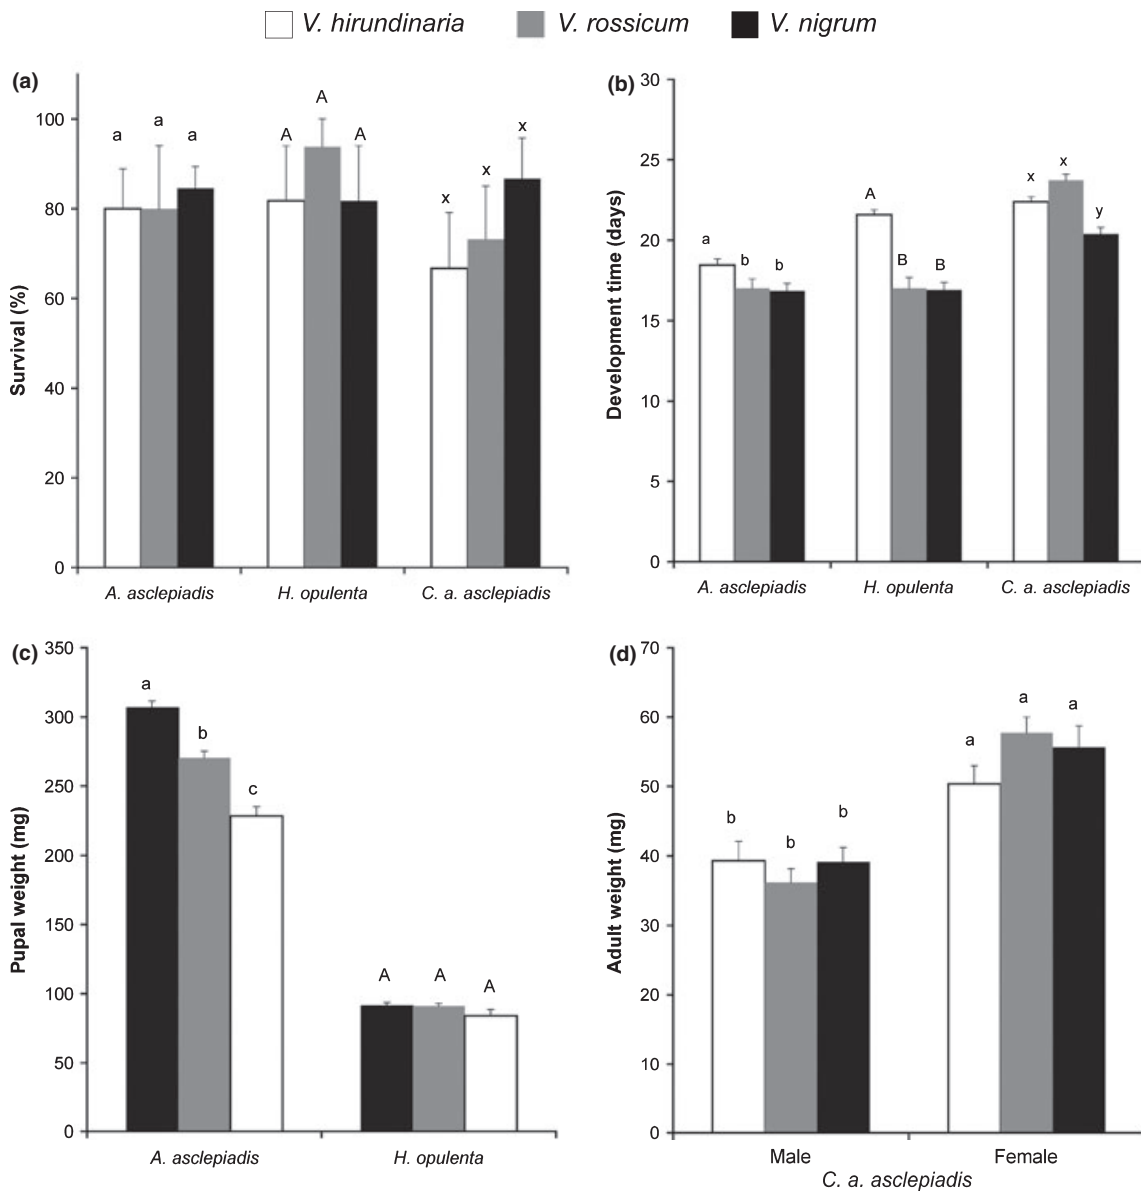 V. hirundinaria V. rossicum V. nigrum
(a)
Survival (%)
100
80
60
40
20
0
a a a
A A A
x x x
A. asclepiadis H. opulenta C. a. asclepiadis
(b)
Development time (days)
30
25
20
15
10
5
0
a b b
A B B
x x y
A. asclepiadis H. opulenta C. a. asclepiadis
(c)
Pupal weight (mg)
350
300
250
200
150
100
50
0
a b c
A A A
A. asclepiadis H. opulenta
(d)
Adult weight (mg)
70
60
50
40
30
20
10
0
b b b
a a a
Male Female
C. a. asclepiadis